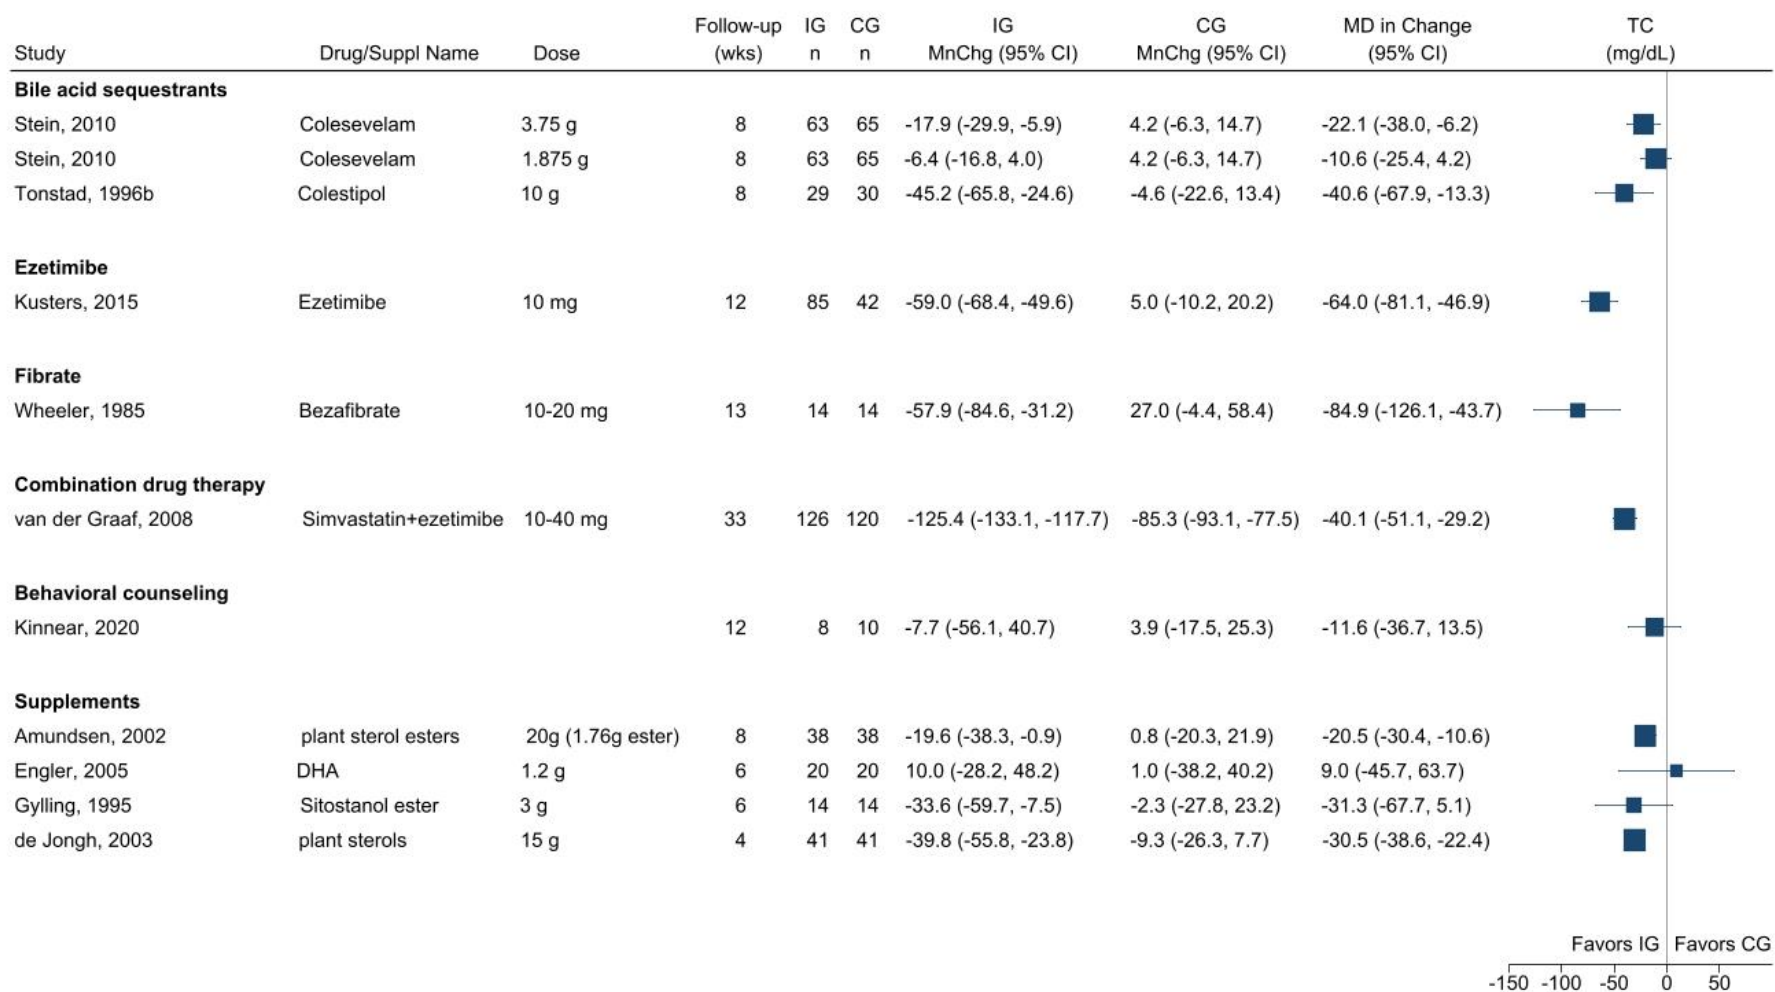 Follow-up IG CG IG CG MD in Change TC
Study Drug/Suppl Name Dose (wks) n n MnChg (95% CI) MnChg (95% CI) (95% CI) (mg/dL)
Bile acid sequestrants
Stein, 2010 Colesevelam 3.75 g 8 63 65 -17.9 (-29.9, -5.9) 4.2 (-6.3, 14.7) -22.1 (-38.0, -6.2)
Stein, 2010 Colesevelam 1.875 g 8 63 65 -6.4 (-16.8, 4.0) 4.2 (-6.3, 14.7) -10.6 (-25.4, 4.2)
Tonstad, 1996b Colestipol 10 g 8 29 30 -45.2 (-65.8, -24.6) -4.6 (-22.6, 13.4) -40.6 (-67.9, -13.3)
Ezetimibe
Kusters, 2015 Ezetimibe 10 mg 12 85 42 -59.0 (-68.4, -49.6) 5.0 (-10.2, 20.2) -64.0 (-81.1, -46.9)
Fibrate
Wheeler, 1985 Bezafibrate 10-20 mg 13 14 14 -57.9 (-84.6, -31.2) 27.0 (-4.4, 58.4) -84.9 (-126.1, -43.7)
Combination drug therapy
van der Graaf, 2008 Simvastatin+ezetimibe 10-40 mg 33 126 120 -125.4 (-133.1, -117.7) -85.3 (-93.1, -77.5) -40.1 (-51.1, -29.2)
Behavioral counseling
Kinnear, 2020 12 8 10 -7.7 (-56.1, 40.7) 3.9 (-17.5, 25.3) -11.6 (-36.7, 13.5)
Supplements
Amundsen, 2002 plant sterol esters 20g (1.76g ester) 8 38 38 -19.6 (-38.3, -0.9) 0.8 (-20.3, 21.9) -20.5 (-30.4, -10.6)
Engler, 2005 DHA 1.2 g 6 20 20 10.0 (-28.2, 48.2) 1.0 (-38.2, 40.2) 9.0 (-45.7, 63.7)
Gylling, 1995 Sitostanol ester 3 g 6 14 14 -33.6 (-59.7, -7.5) -2.3 (-27.8, 23.2) -31.3 (-67.7, 5.1)
de Jongh, 2003 plant sterols 15 g 4 41 41 -39.8 (-55.8, -23.8) -9.3 (-26.3, 7.7) -30.5 (-38.6, -22.4)
Favors IG Favors CG
-150 -100 -50 0 50